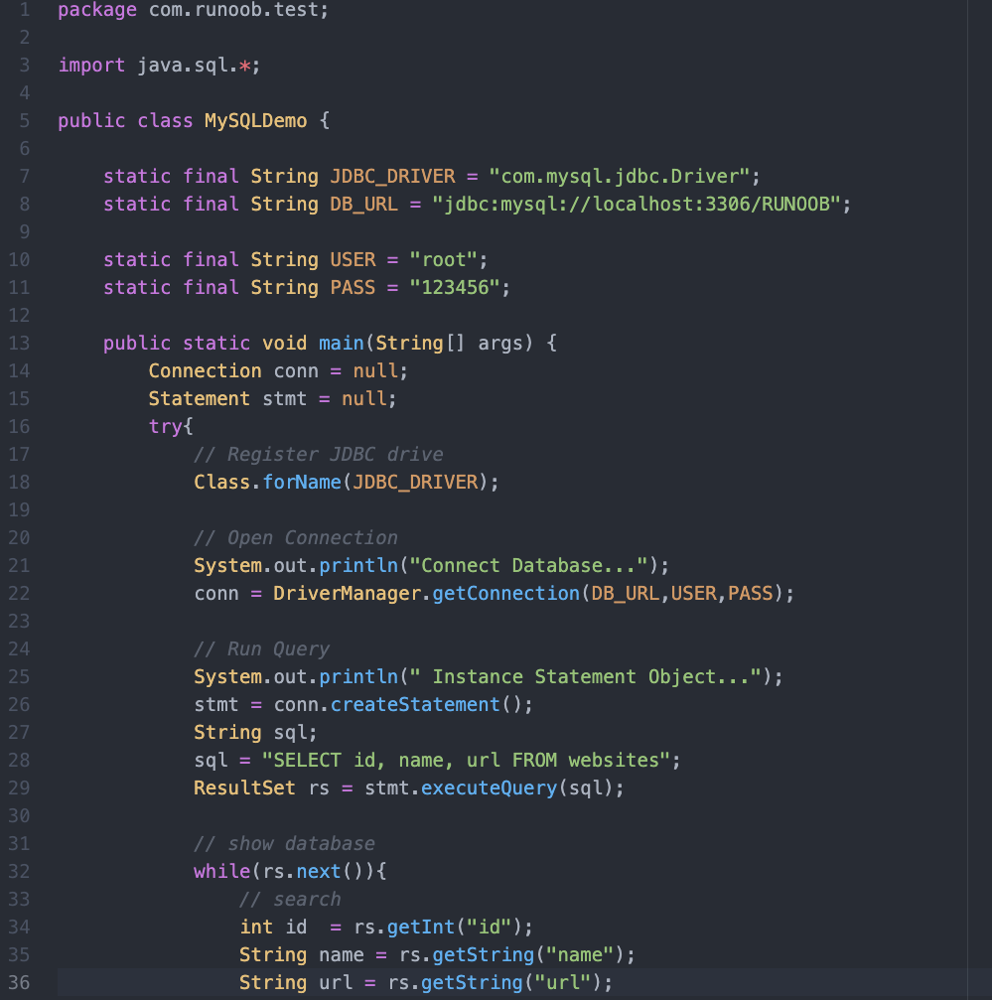 1 package com.runoob.test;
2
3 import java.sql.*;
4
5 public class MySQLDemo {
6
7     static final String JDBC_DRIVER = "com.mysql.jdbc.Driver";
8     static final String DB_URL = "jdbc:mysql://localhost:3306/RUNOOB";
9
10     static final String USER = "root";
11     static final String PASS = "123456";
12
13     public static void main(String[] args) {
14         Connection conn = null;
15         Statement stmt = null;
16         try{
17             // Register JDBC drive
18             Class.forName(JDBC_DRIVER);
19
20             // Open Connection
21             System.out.println("Connect Database...");
22             conn = DriverManager.getConnection(DB_URL,USER,PASS);
23
24             // Run Query
25             System.out.println(" Instance Statement Object...");
26             stmt = conn.createStatement();
27             String sql;
28             sql = "SELECT id, name, url FROM websites";
29             ResultSet rs = stmt.executeQuery(sql);
30
31             // show database
32             while(rs.next()){
33                 // search
34                 int id  = rs.getInt("id");
35                 String name = rs.getString("name");
36                 String url = rs.getString("url");